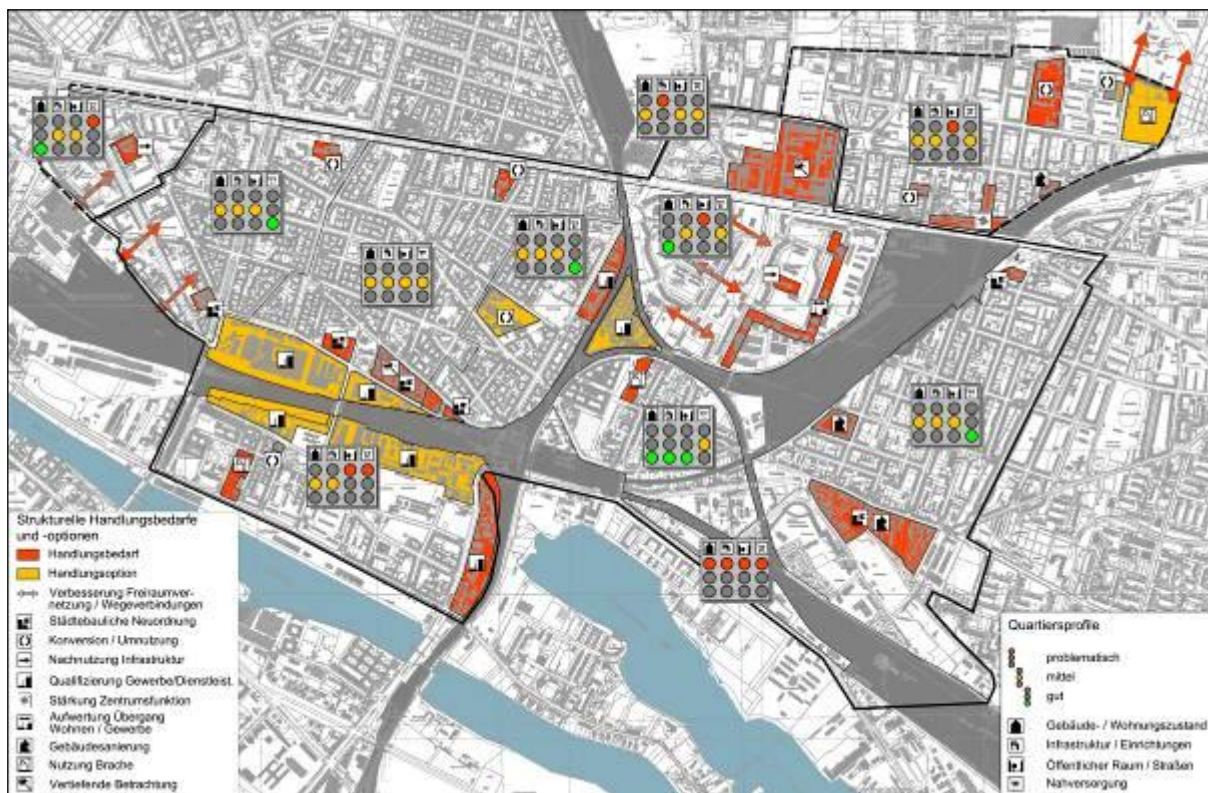 Strukturelle Handlungsbedarfe
und -optionen
Handlungsbedarf
Handlungsoption
Verbesserung Freiraumver-
netzung / Wegeverbindungen
Städtebauliche Neuordnung
Konversion / Umnutzung
Nachnutzung Infrastruktur
Qualifizierung Gewerbe/Dienstleist.
Stärkung Zentrumsfunktion
Aufwertung Übergang
Wohnen / Gewerbe
Gebäudesanierung
Nutzung Brache
Vertiefende Betrachtung
Quartiersprofile
problematisch
mittel
gut
Gebäude- / Wohnungszustand
Infrastruktur / Einrichtungen
Öffentlicher Raum / Straßen
Nahversorgung